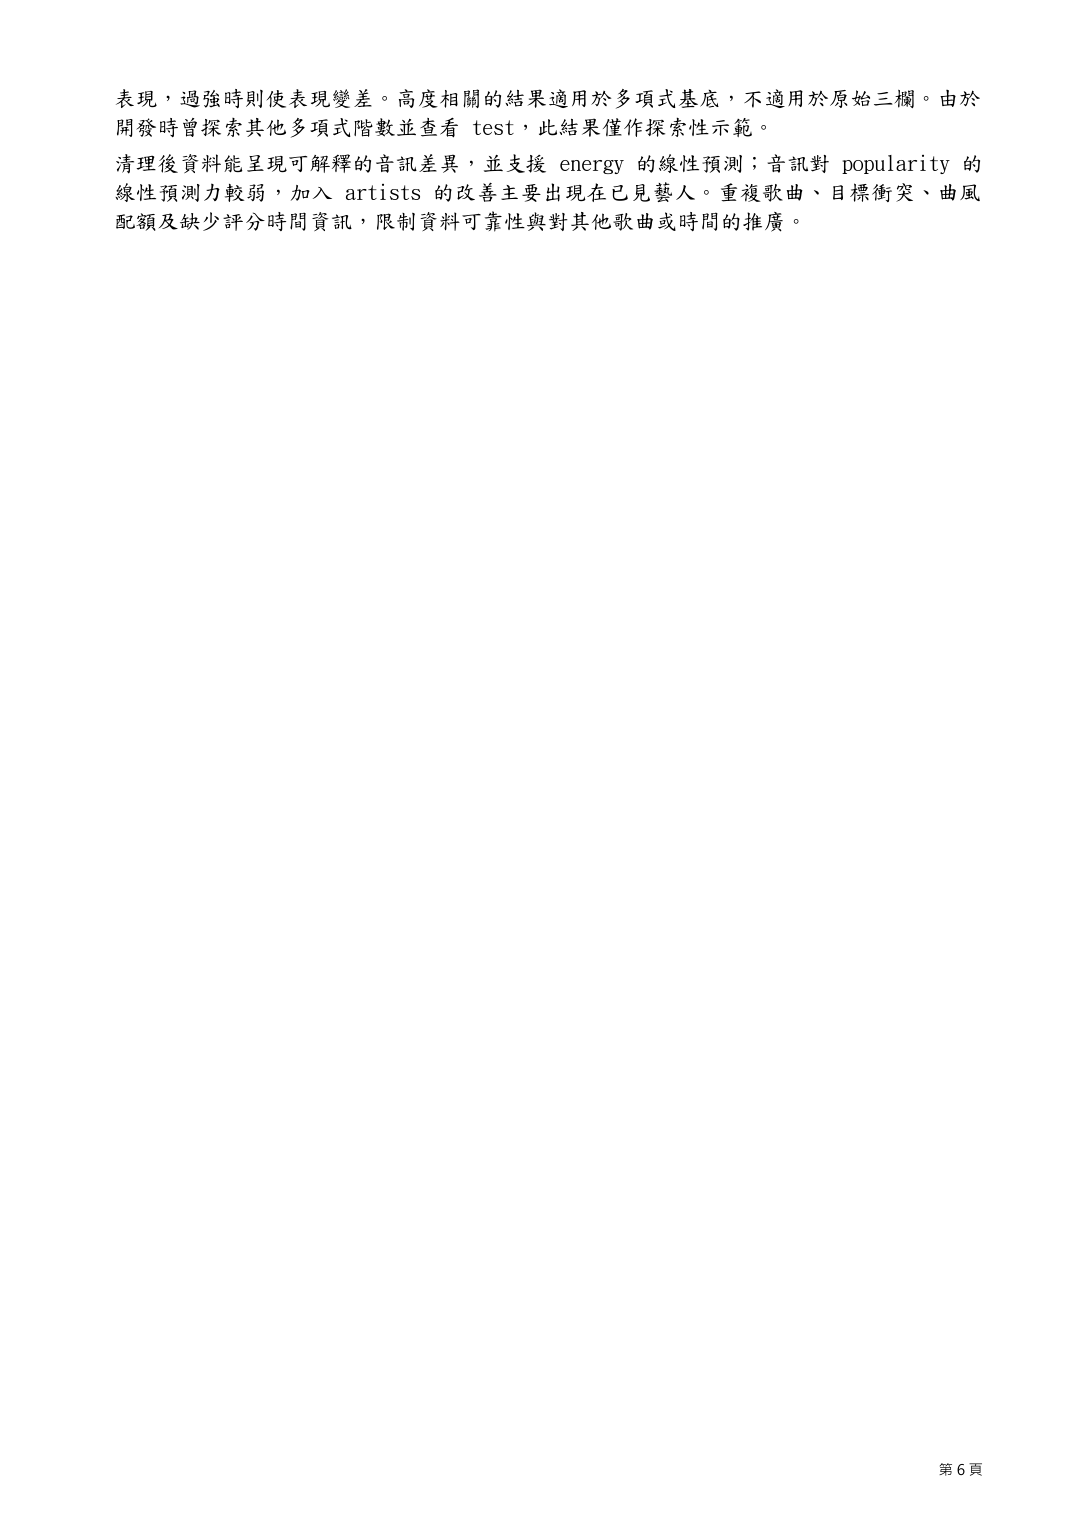 表現，過強時則使表現變差。高度相關的結果適用於多項式基底，不適用於原始三欄。由於
開發時曾探索其他多項式階數並查看 test，此結果僅作探索性示範。
清理後資料能呈現可解釋的音訊差異，並支援 energy 的線性預測；音訊對 popularity 的
線性預測力較弱，加入 artists 的改善主要出現在已見藝人。重複歌曲、目標衝突、曲風
配額及缺少評分時間資訊，限制資料可靠性與對其他歌曲或時間的推廣。
第 6 頁